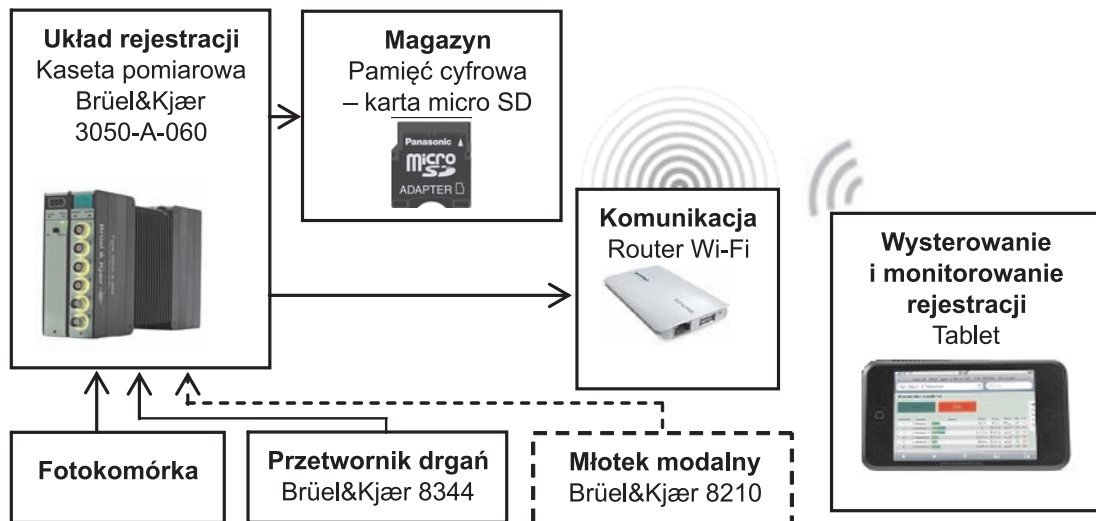 Układ rejestracji
Kaseta pomiarowa
Brüel&Kjær
3050-A-060
Magazyn
Pamięć cyfrowa
– karta micro SD
Panasonic
micro
SD
ADAPTER
Komunikacja
Router Wi-Fi
Wysterowanie
i monitorowanie
rejestracji
Tablet
Fotokomórka
Przetwornik drgań
Brüel&Kjær 8344
Młotek modalny
Brüel&Kjær 8210